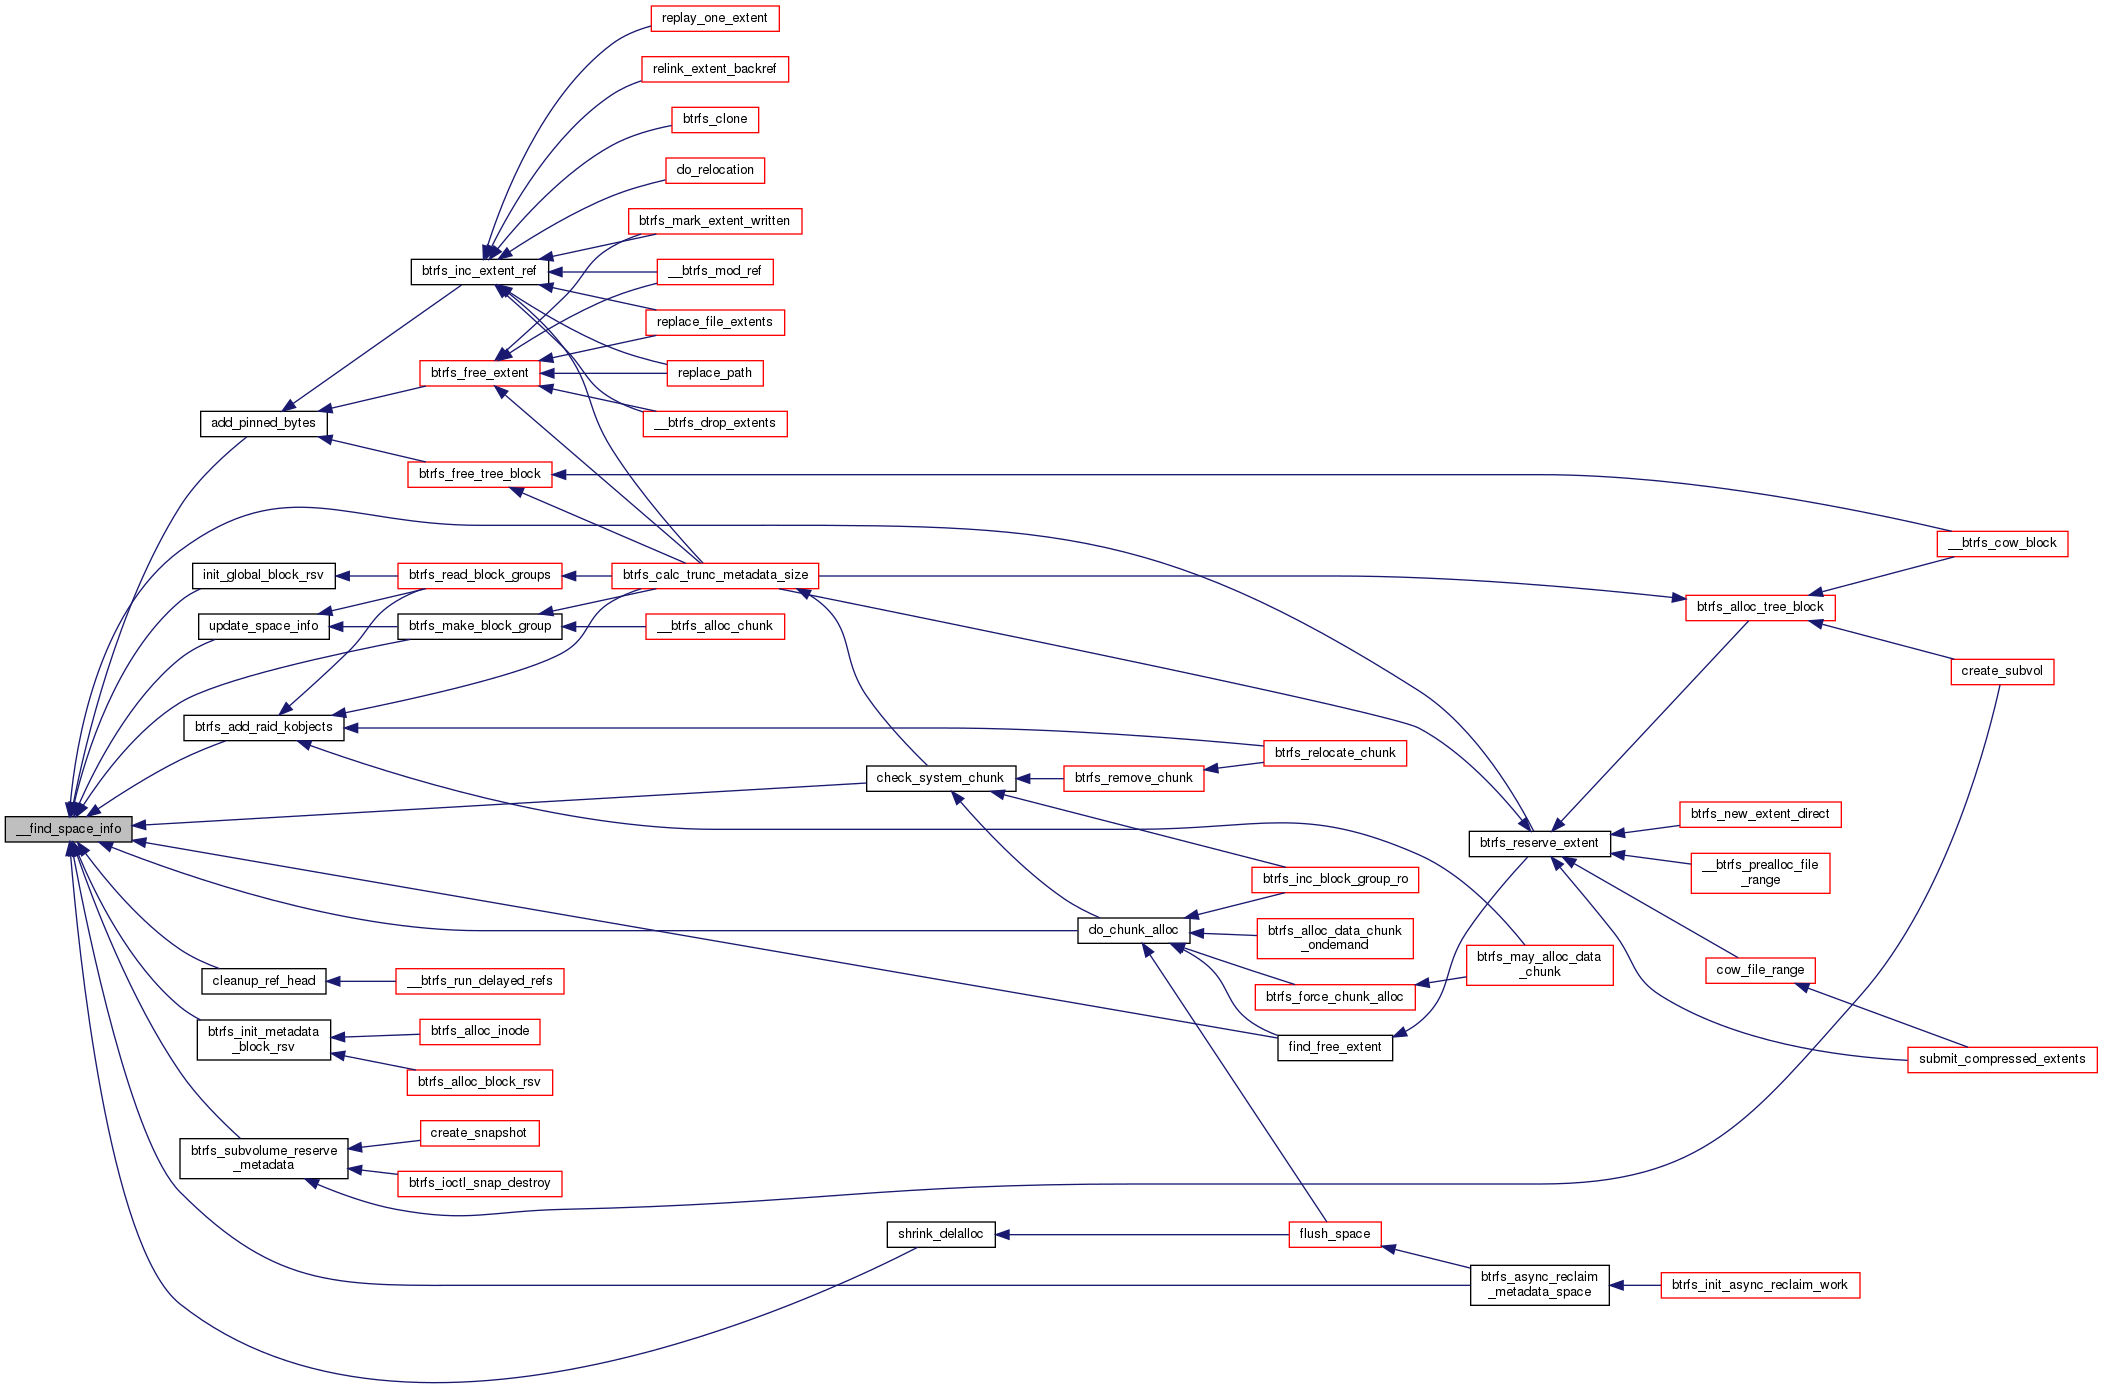 replay_one_extent
relink_extent_backref
btrfs_clone
do_relocation
btrfs_mark_extent_written
btrfs_inc_extent_ref
__btrfs_mod_ref
replace_file_extents
btrfs_free_extent
replace_path
add_pinned_bytes
__btrfs_drop_extents
btrfs_free_tree_block
__btrfs_cow_block
init_global_block_rsv
btrfs_read_block_groups
btrfs_calc_trunc_metadata_size
btrfs_alloc_tree_block
update_space_info
btrfs_make_block_group
__btrfs_alloc_chunk
create_subvol
btrfs_add_raid_kobjects
btrfs_relocate_chunk
check_system_chunk
btrfs_remove_chunk
btrfs_new_extent_direct
__find_space_info
btrfs_reserve_extent
__btrfs_prealloc_file
_range
btrfs_inc_block_group_ro
do_chunk_alloc
btrfs_alloc_data_chunk
_ondemand
btrfs_may_alloc_data
_chunk
cow_file_range
cleanup_ref_head
__btrfs_run_delayed_refs
btrfs_force_chunk_alloc
btrfs_init_metadata
_block_rsv
btrfs_alloc_inode
find_free_extent
submit_compressed_extents
btrfs_alloc_block_rsv
create_snapshot
btrfs_subvolume_reserve
_metadata
btrfs_ioctl_snap_destroy
shrink_delalloc
flush_space
btrfs_async_reclaim
_metadata_space
btrfs_init_async_reclaim_work